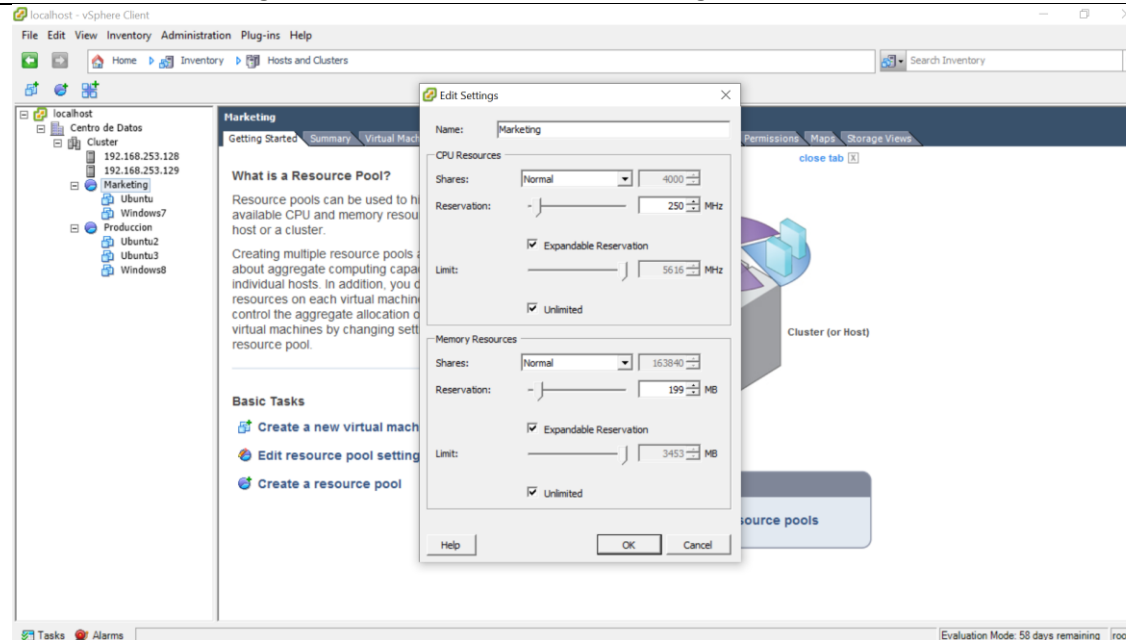 localhost - vSphere Client
File Edit View Inventory Administration Plug-ins Help
Home Inventory Hosts and Clusters
Search Inventory
localhost
Centro de Datos
Cluster
192.168.253.128
192.168.253.129
Marketing
Ubuntu
Windows7
Produccion
Ubuntu2
Ubuntu3
Windows8
Marketing
Getting Started Summary Virtual Mach
Permissions Maps Storage Views
close tab X
What is a Resource Pool?
Resource pools can be used to hi
available CPU and memory resou
host or a cluster.
Creating multiple resource pools a
about aggregate computing capa
individual hosts. In addition, you d
resources on each virtual machin
control the aggregate allocation o
virtual machines by changing sett
resource pool.
Basic Tasks
Create a new virtual mach
Edit resource pool setting
Create a resource pool
Cluster (or Host)
source pools
Edit Settings
Name: Marketing
CPU Resources
Shares: Normal 4000
Reservation: 250 MHz
Expandable Reservation
Limit: 5616 MHz
Unlimited
Memory Resources
Shares: Normal 163840
Reservation: 199 MB
Expandable Reservation
Limit: 3453 MB
Unlimited
Help OK Cancel
Tasks Alarms
Evaluation Mode: 58 days remaining roo